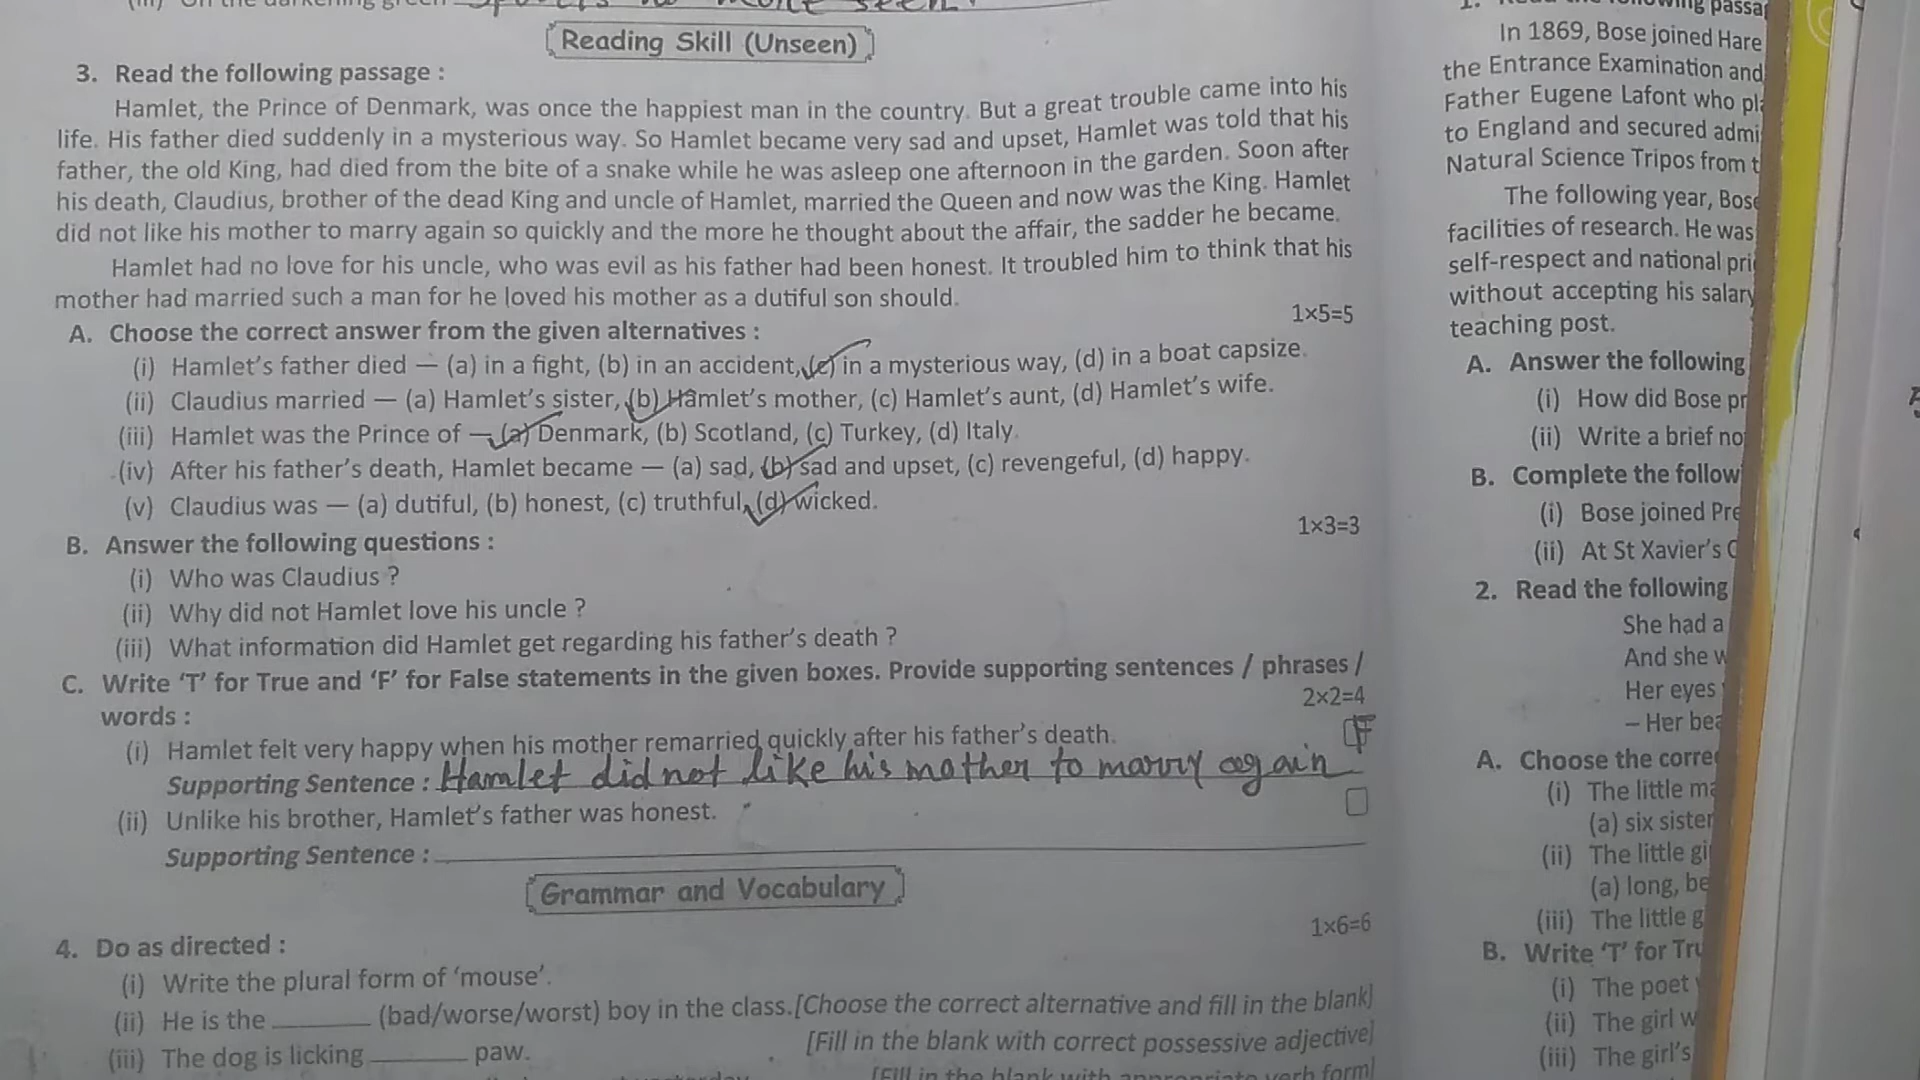 (iii) On the darkening green sports no more seen.
Reading Skill (Unseen)
3. Read the following passage :
Hamlet, the Prince of Denmark, was once the happiest man in the country. But a great trouble came into his
life. His father died suddenly in a mysterious way. So Hamlet became very sad and upset, Hamlet was told that his
father, the old King, had died from the bite of a snake while he was asleep one afternoon in the garden. Soon after
his death, Claudius, brother of the dead King and uncle of Hamlet, married the Queen and now was the King. Hamlet
did not like his mother to marry again so quickly and the more he thought about the affair, the sadder he became.
Hamlet had no love for his uncle, who was evil as his father had been honest. It troubled him to think that his
mother had married such a man for he loved his mother as a dutiful son should.
A. Choose the correct answer from the given alternatives : 1×5=5
(i) Hamlet's father died — (a) in a fight, (b) in an accident, (c) in a mysterious way, (d) in a boat capsize.
(ii) Claudius married — (a) Hamlet's sister, (b) Hamlet's mother, (c) Hamlet's aunt, (d) Hamlet's wife.
(iii) Hamlet was the Prince of — (a) Denmark, (b) Scotland, (c) Turkey, (d) Italy.
(iv) After his father's death, Hamlet became — (a) sad, (b) sad and upset, (c) revengeful, (d) happy.
(v) Claudius was — (a) dutiful, (b) honest, (c) truthful, (d) wicked.
B. Answer the following questions : 1×3=3
(i) Who was Claudius ?
(ii) Why did not Hamlet love his uncle ?
(iii) What information did Hamlet get regarding his father's death ?
C. Write 'T' for True and 'F' for False statements in the given boxes. Provide supporting sentences / phrases /
words : 2×2=4
(i) Hamlet felt very happy when his mother remarried quickly after his father's death. F
Supporting Sentence : Hamlet did not like his mother to marry again
(ii) Unlike his brother, Hamlet's father was honest.
Supporting Sentence :
Grammar and Vocabulary
4. Do as directed : 1×6=6
(i) Write the plural form of 'mouse'.
(ii) He is the ________ (bad/worse/worst) boy in the class.[Choose the correct alternative and fill in the blank]
(iii) The dog is licking ________ paw. [Fill in the blank with correct possessive adjective]
[Fill in the blank with appropriate verb form]
In 1869, Bose joined Hare
the Entrance Examination and
Father Eugene Lafont who
to England and secured
Natural Science Tripos from
The following year, Bose
facilities of research. He was
self-respect and national
without accepting his salary
teaching post.
A. Answer the following
(i) How did Bose
(ii) Write a brief
B. Complete the
(i) Bose joined
(ii) At St Xavier's
2. Read the following
She had a
And she
Her eyes
– Her
A. Choose the
(i) The little
(a) six
(ii) The little
(a) long,
(iii) The little
B. Write 'T' for
(i) The poet
(ii) The girl
(iii) The girl's